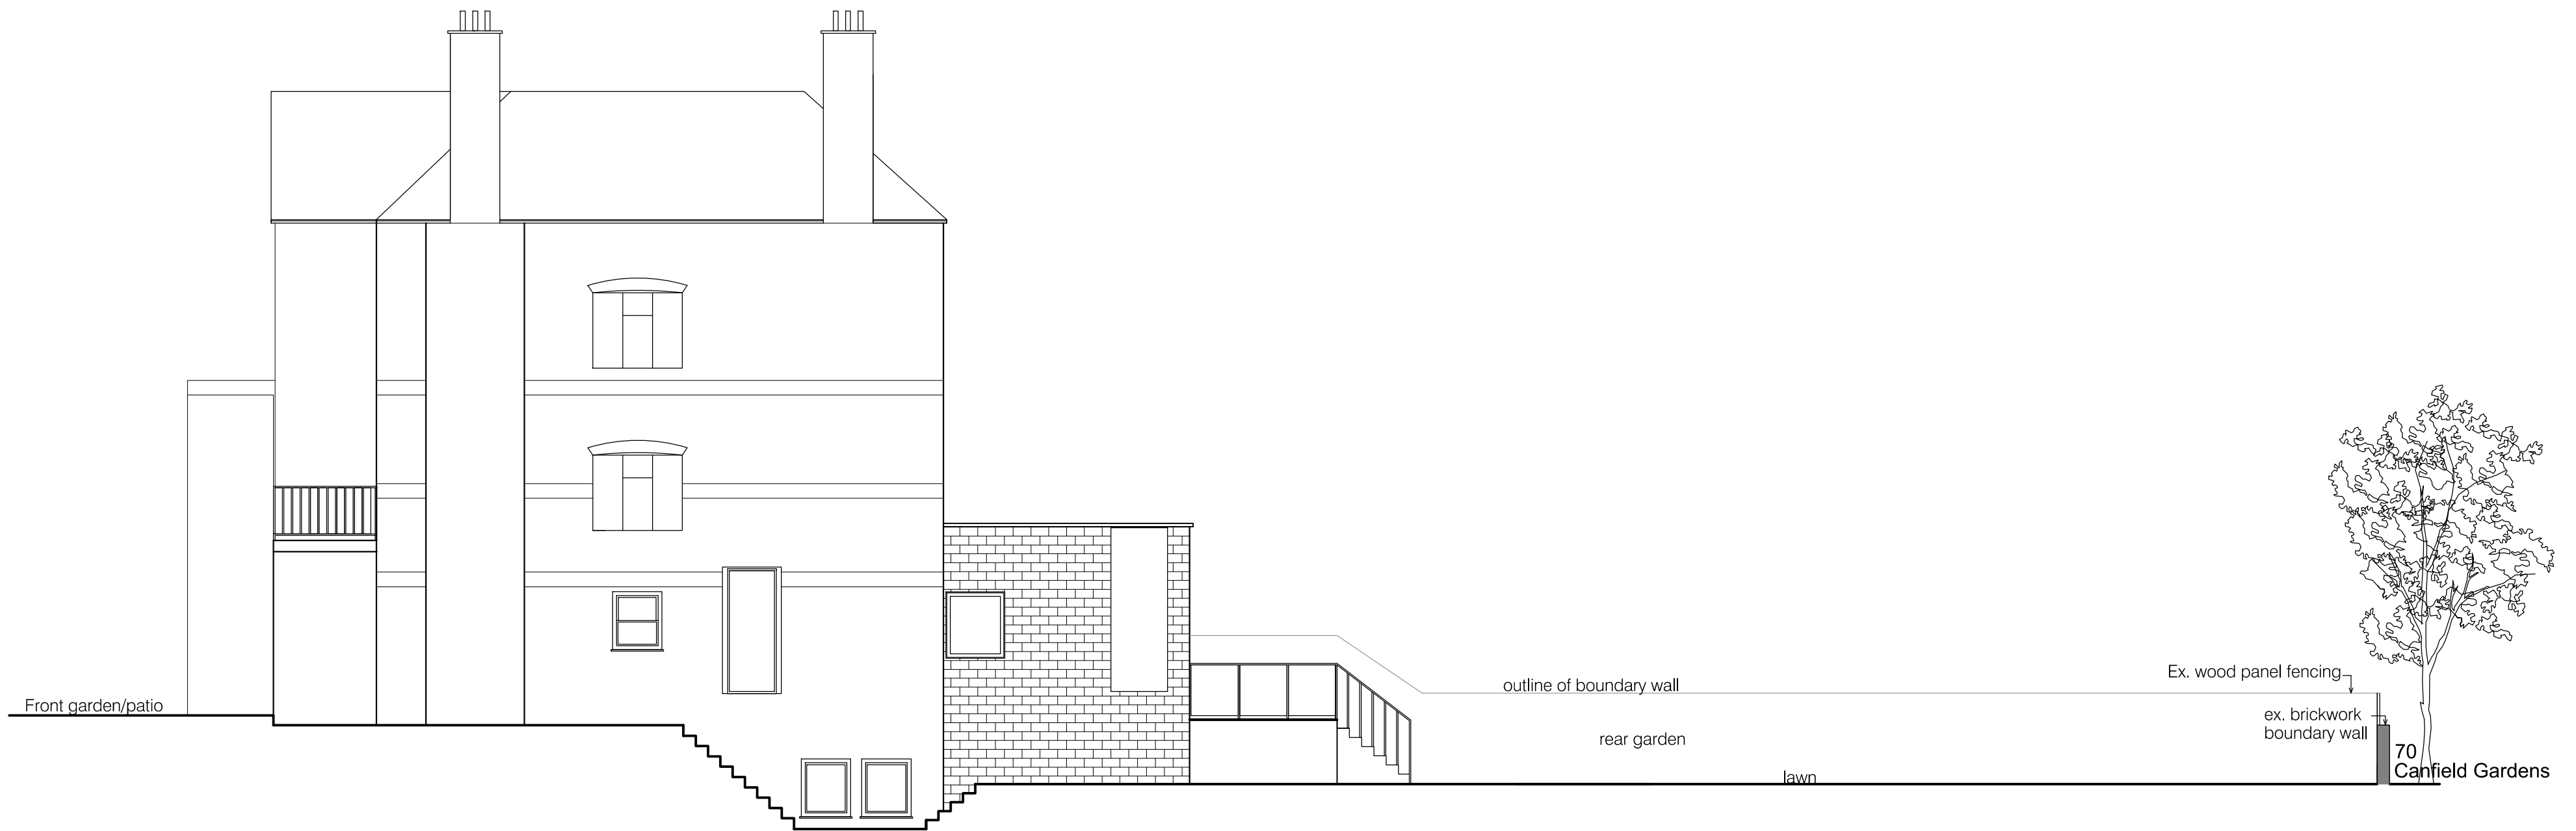 Front garden/patio
outline of boundary wall
rear garden
lawn
Ex. wood panel fencing
ex. brickwork
boundary wall
70
Canfield Gardens